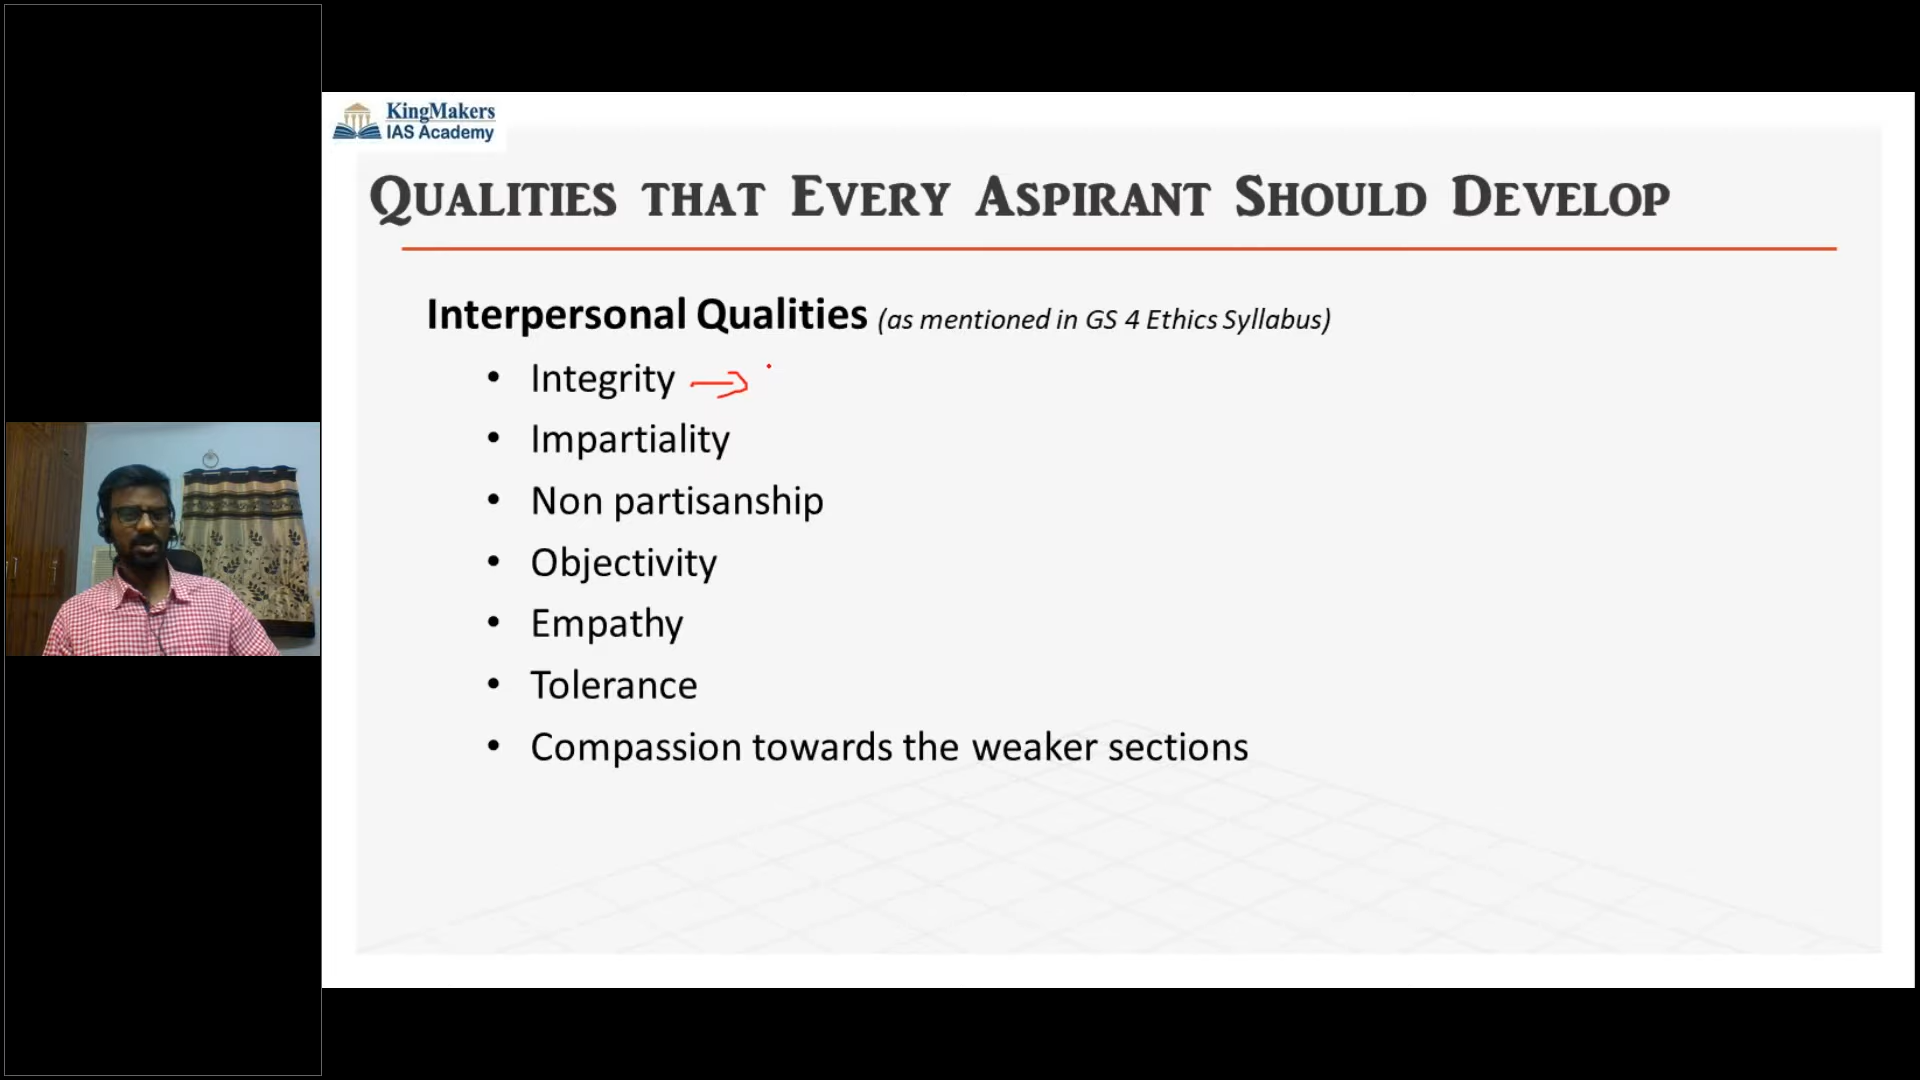 KingMakers
IAS Academy
Qualities that Every Aspirant Should Develop
Interpersonal Qualities (as mentioned in GS 4 Ethics Syllabus)
• Integrity →
• Impartiality
• Non partisanship
• Objectivity
• Empathy
• Tolerance
• Compassion towards the weaker sections